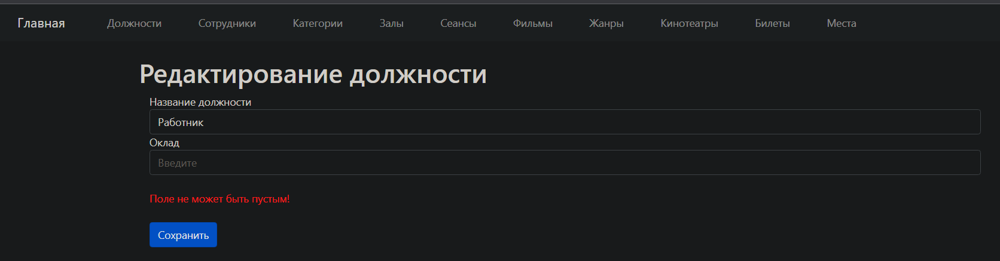 Главная Должности Сотрудники Категории Залы Сеансы Фильмы Жанры Кинотеатры Билеты Места
Редактирование должности
Название должности
Работник
Оклад
Введите
Поле не может быть пустым!
Сохранить